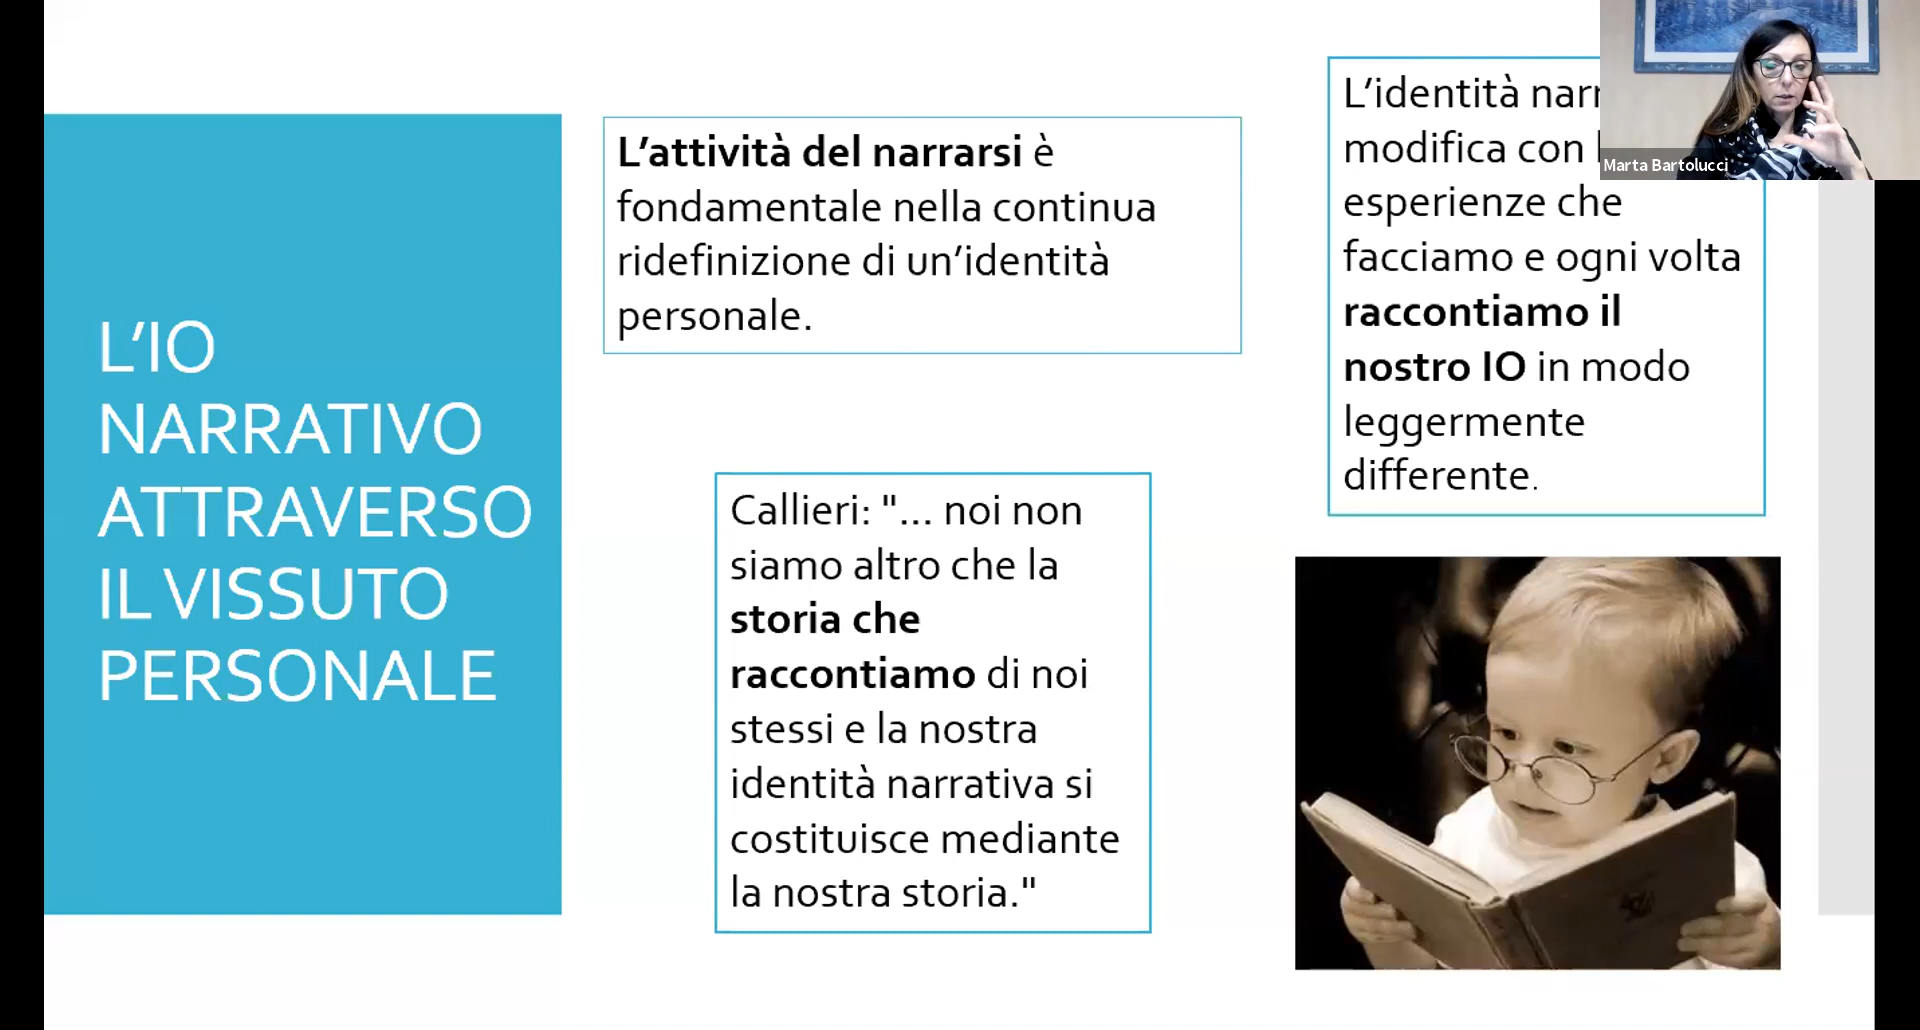 L’IO
NARRATIVO
ATTRAVERSO
IL VISSUTO
PERSONALE
L’attività del narrarsi è
fondamentale nella continua
ridefinizione di un’identità
personale.
Callieri: "... noi non
siamo altro che la
storia che
raccontiamo di noi
stessi e la nostra
identità narrativa si
costituisce mediante
la nostra storia."
L’identità
modifica con
esperienze che
facciamo e ogni volta
raccontiamo il
nostro IO in modo
leggermente
differente.
Marta Bartolucci